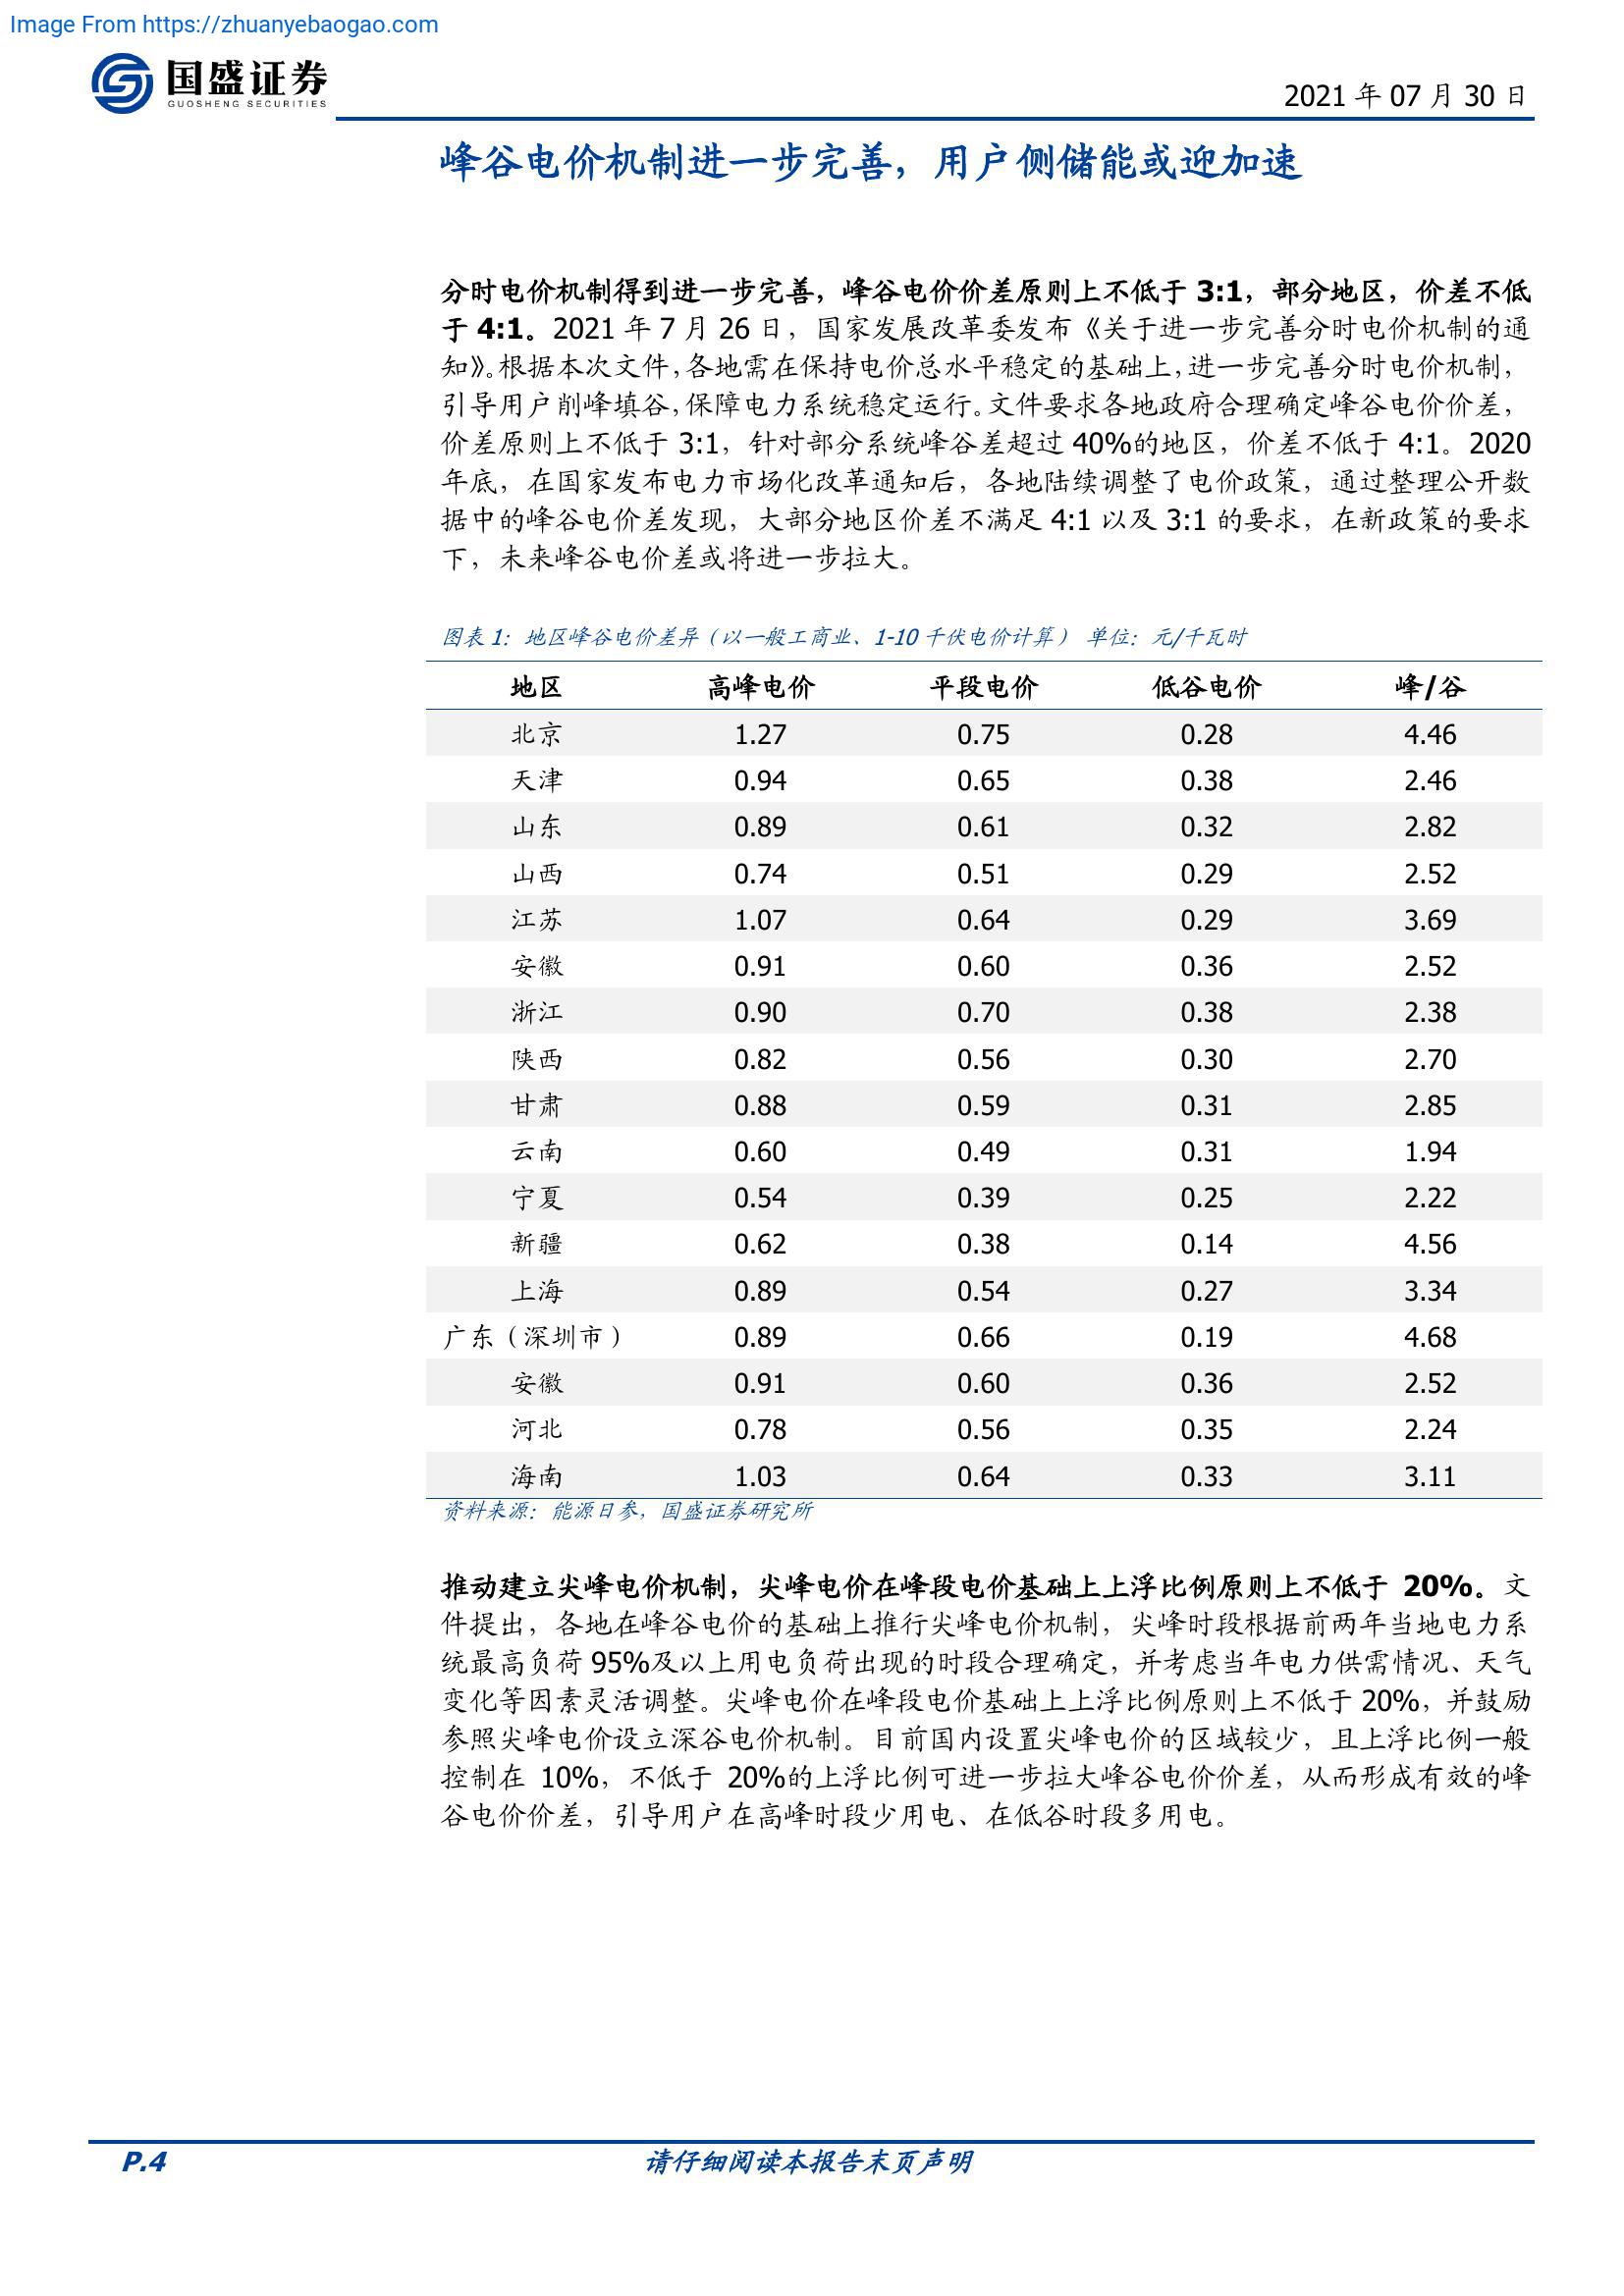 Image From https://zhuanyebaogao.com
国盛证券
GUOSHENG SECURITIES
2021 年 07 月 30 日
峰谷电价机制进一步完善，用户侧储能或迎加速
分时电价机制得到进一步完善，峰谷电价价差原则上不低于 3:1，部分地区，价差不低
于 4:1。2021 年 7 月 26 日，国家发展改革委发布《关于进一步完善分时电价机制的通
知》。根据本次文件，各地需在保持电价总水平稳定的基础上，进一步完善分时电价机制，
引导用户削峰填谷，保障电力系统稳定运行。文件要求各地政府合理确定峰谷电价价差，
价差原则上不低于 3:1，针对部分系统峰谷差超过 40%的地区，价差不低于 4:1。2020
年底，在国家发布电力市场化改革通知后，各地陆续调整了电价政策，通过整理公开数
据中的峰谷电价差发现，大部分地区价差不满足 4:1 以及 3:1 的要求，在新政策的要求
下，未来峰谷电价差或将进一步拉大。
图表 1：地区峰谷电价差异（以一般工商业、1-10 千伏电价计算） 单位：元/千瓦时
地区 高峰电价 平段电价 低谷电价 峰/谷
北京 1.27 0.75 0.28 4.46
天津 0.94 0.65 0.38 2.46
山东 0.89 0.61 0.32 2.82
山西 0.74 0.51 0.29 2.52
江苏 1.07 0.64 0.29 3.69
安徽 0.91 0.60 0.36 2.52
浙江 0.90 0.70 0.38 2.38
陕西 0.82 0.56 0.30 2.70
甘肃 0.88 0.59 0.31 2.85
云南 0.60 0.49 0.31 1.94
宁夏 0.54 0.39 0.25 2.22
新疆 0.62 0.38 0.14 4.56
上海 0.89 0.54 0.27 3.34
广东（深圳市） 0.89 0.66 0.19 4.68
安徽 0.91 0.60 0.36 2.52
河北 0.78 0.56 0.35 2.24
海南 1.03 0.64 0.33 3.11
资料来源：能源日参，国盛证券研究所
推动建立尖峰电价机制，尖峰电价在峰段电价基础上上浮比例原则上不低于 20%。文
件提出，各地在峰谷电价的基础上推行尖峰电价机制，尖峰时段根据前两年当地电力系
统最高负荷 95%及以上用电负荷出现的时段合理确定，并考虑当年电力供需情况、天气
变化等因素灵活调整。尖峰电价在峰段电价基础上上浮比例原则上不低于 20%，并鼓励
参照尖峰电价设立深谷电价机制。目前国内设置尖峰电价的区域较少，且上浮比例一般
控制在 10%，不低于 20%的上浮比例可进一步拉大峰谷电价价差，从而形成有效的峰
谷电价价差，引导用户在高峰时段少用电、在低谷时段多用电。
P.4 请仔细阅读本报告末页声明